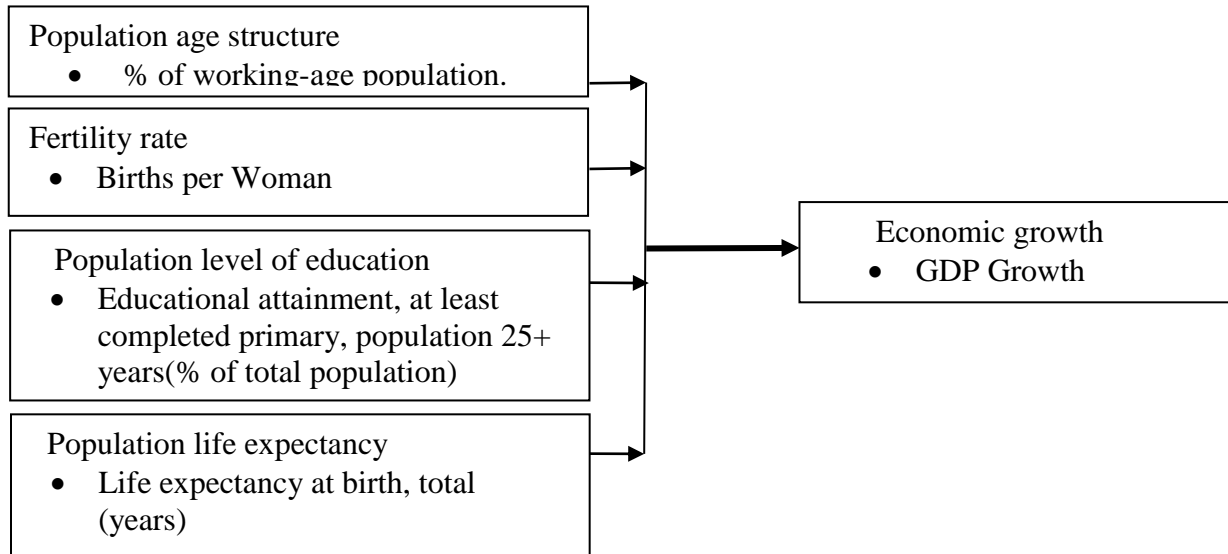 Population age structure
• % of working-age population.
Fertility rate
• Births per Woman
Population level of education
• Educational attainment, at least
completed primary, population 25+
years(% of total population)
Population life expectancy
• Life expectancy at birth, total
(years)
Economic growth
• GDP Growth